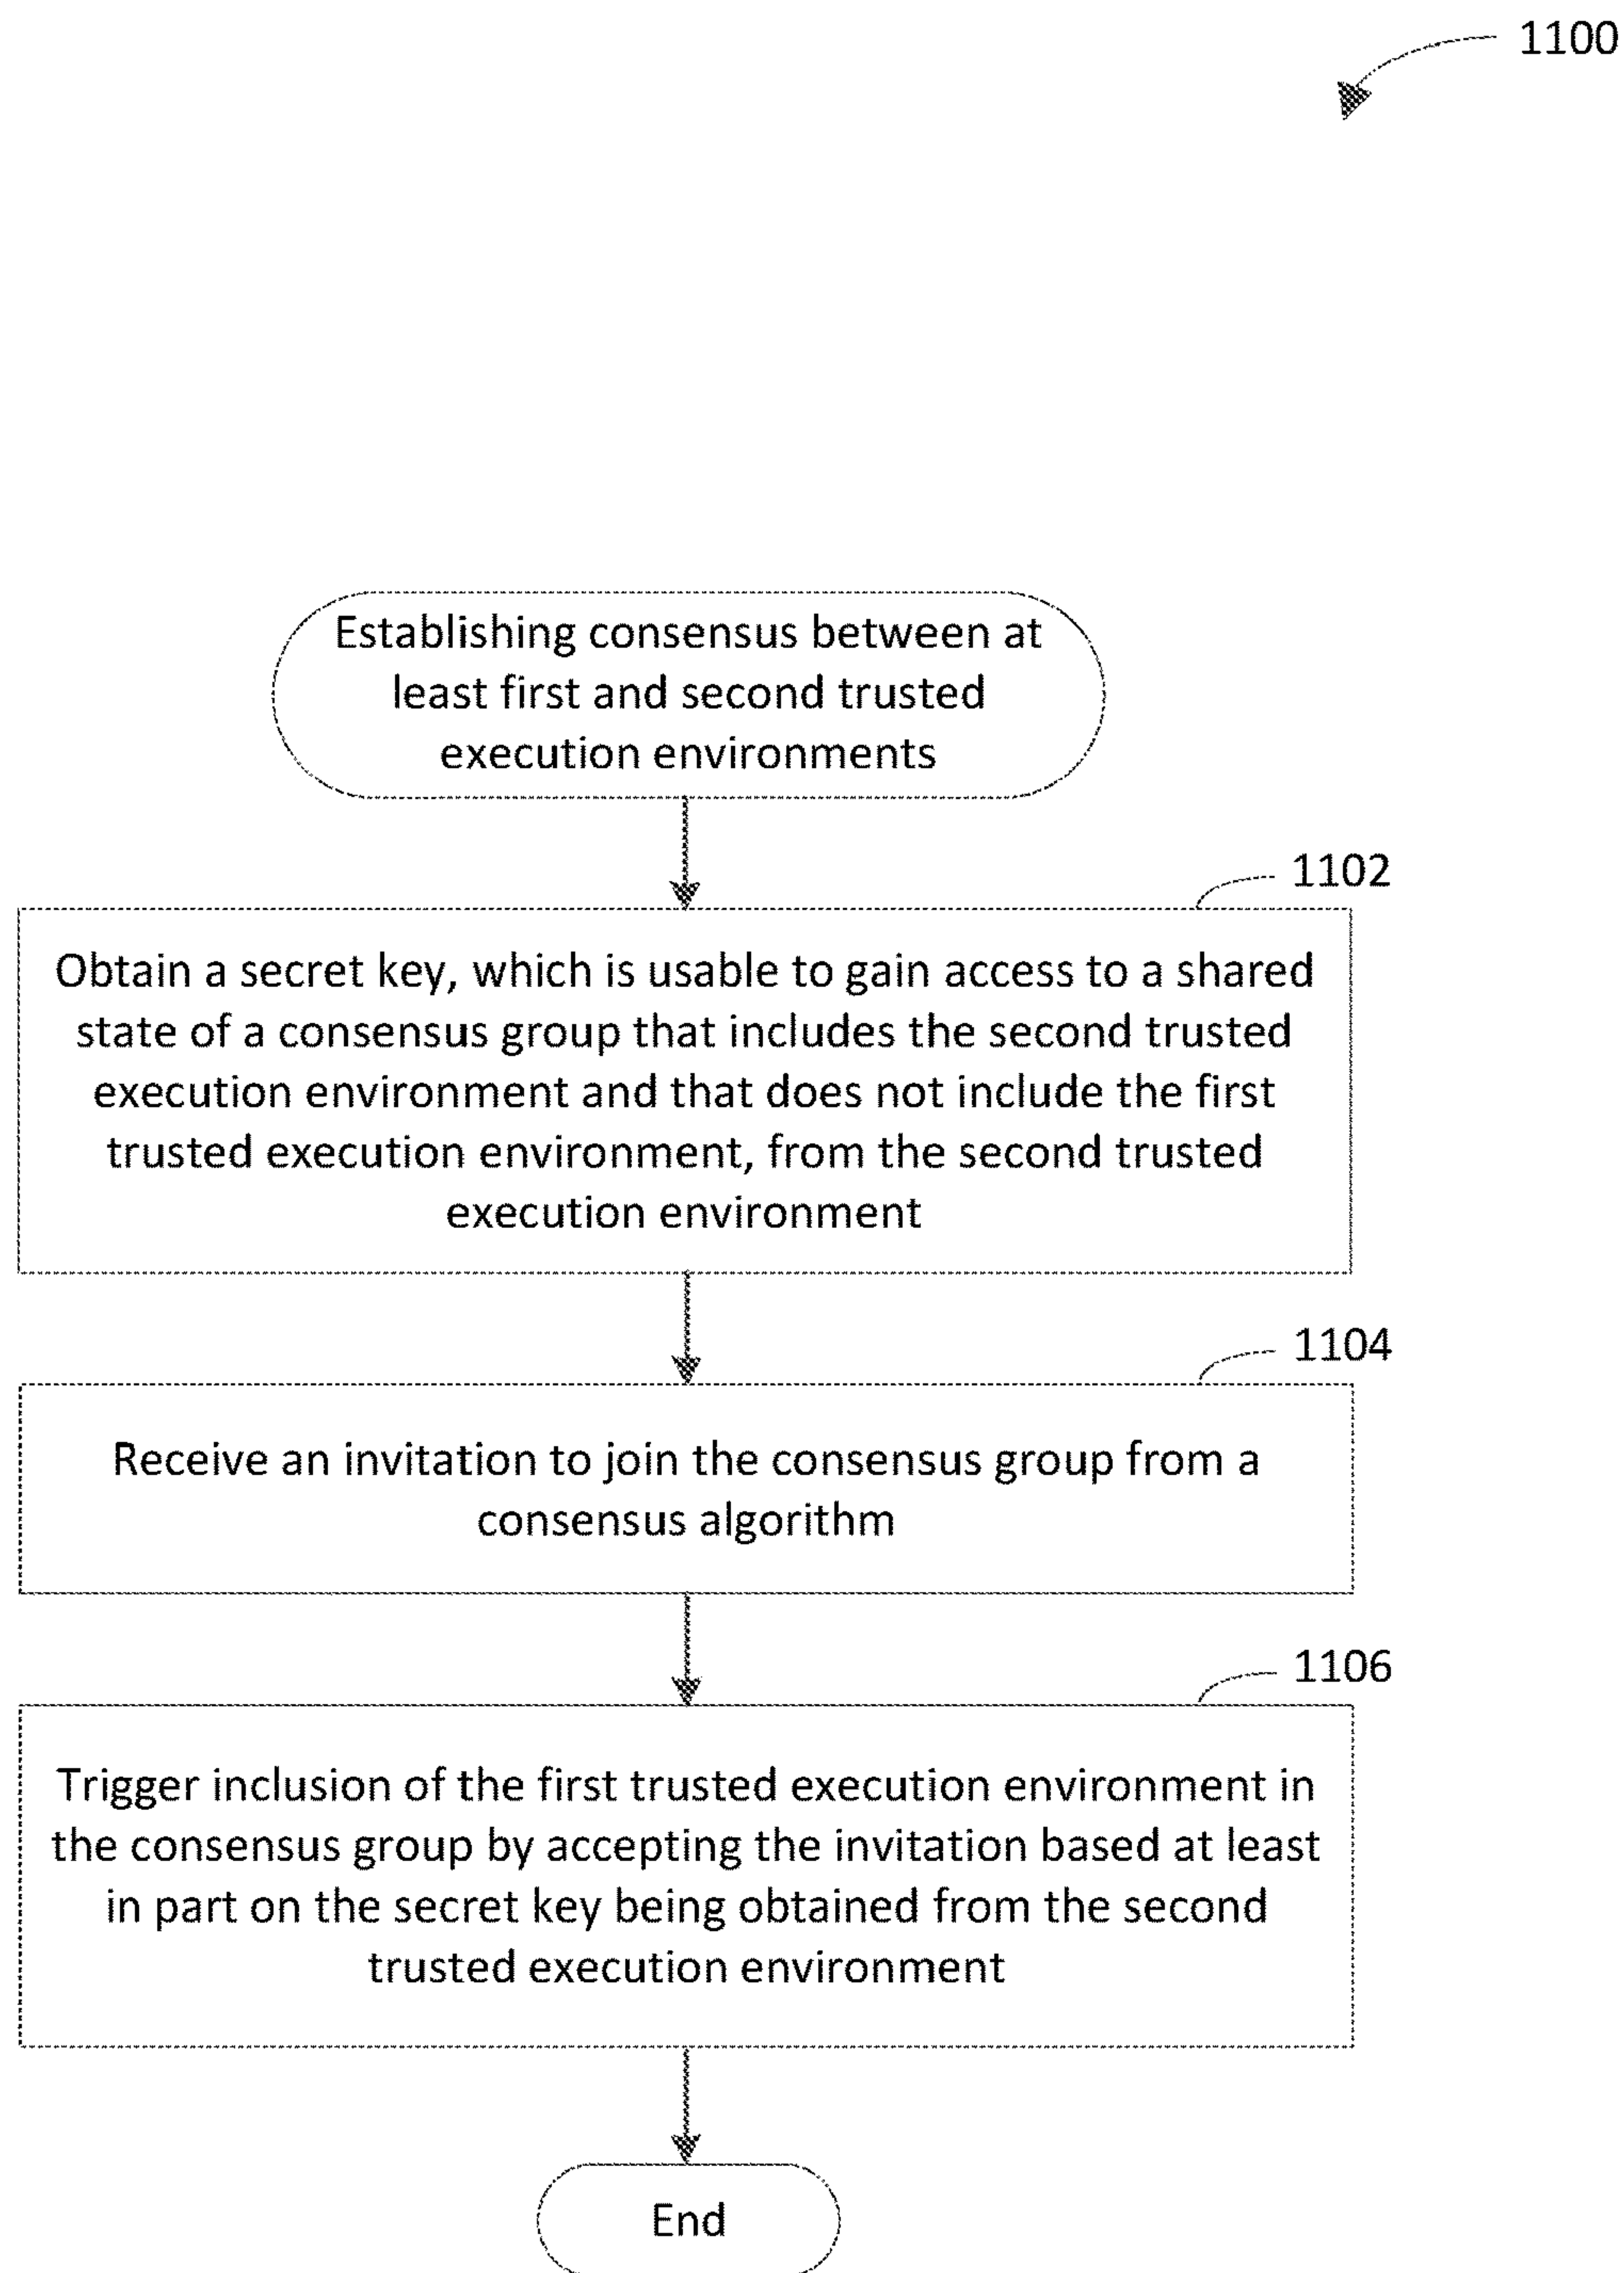 1100
Establishing consensus between at
least first and second trusted
execution environments
1102
Obtain a secret key, which is usable to gain access to a shared
state of a consensus group that includes the second trusted
execution environment and that does not include the first
trusted execution environment, from the second trusted
execution environment
1104
Receive an invitation to join the consensus group from a
consensus algorithm
1106
Trigger inclusion of the first trusted execution environment in
the consensus group by accepting the invitation based at least
in part on the secret key being obtained from the second
trusted execution environment
End